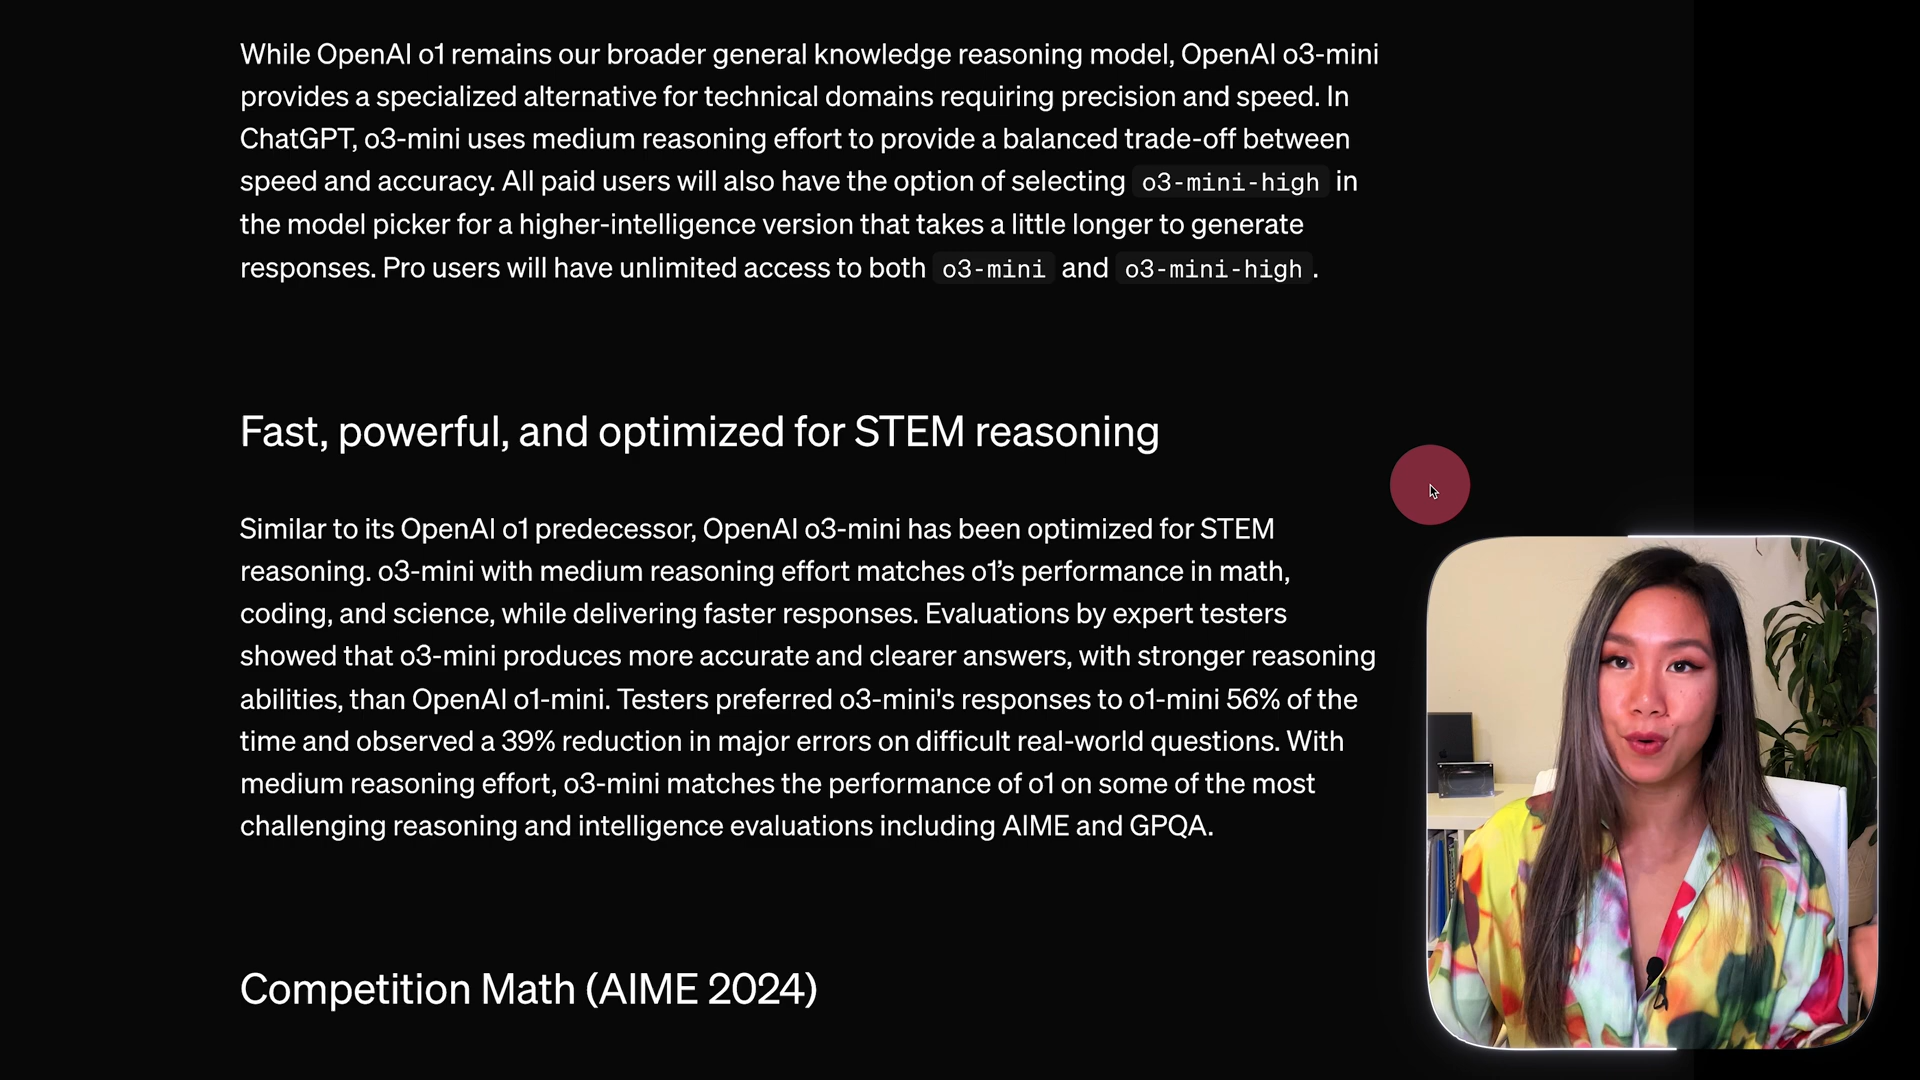 While OpenAI o1 remains our broader general knowledge reasoning model, OpenAI o3-mini
provides a specialized alternative for technical domains requiring precision and speed. In
ChatGPT, o3-mini uses medium reasoning effort to provide a balanced trade-off between
speed and accuracy. All paid users will also have the option of selecting o3-mini-high in
the model picker for a higher-intelligence version that takes a little longer to generate
responses. Pro users will have unlimited access to both o3-mini and o3-mini-high.
Fast, powerful, and optimized for STEM reasoning
Similar to its OpenAI o1 predecessor, OpenAI o3-mini has been optimized for STEM
reasoning. o3-mini with medium reasoning effort matches o1’s performance in math,
coding, and science, while delivering faster responses. Evaluations by expert testers
showed that o3-mini produces more accurate and clearer answers, with stronger reasoning
abilities, than OpenAI o1-mini. Testers preferred o3-mini's responses to o1-mini 56% of the
time and observed a 39% reduction in major errors on difficult real-world questions. With
medium reasoning effort, o3-mini matches the performance of o1 on some of the most
challenging reasoning and intelligence evaluations including AIME and GPQA.
Competition Math (AIME 2024)